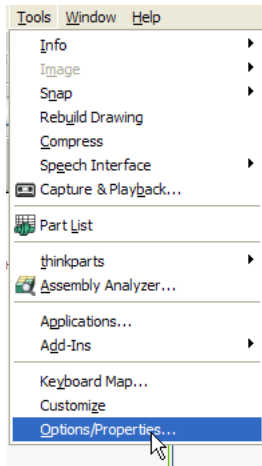 Tools Window Help
Info
Image
Snap
Rebuild Drawing
Compress
Speech Interface
Capture & Playback...
Part List
thinkparts
Assembly Analyzer...
Applications...
Add-Ins
Keyboard Map...
Customize
Options/Properties...